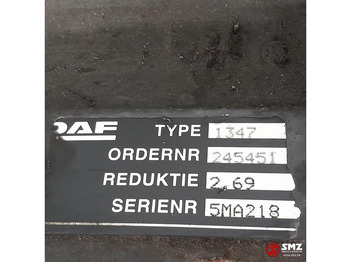 DAF TYPE 1347
ORDERNR 245451
REDUKTIE 2,69
SERIENR 5MA218
SMZ